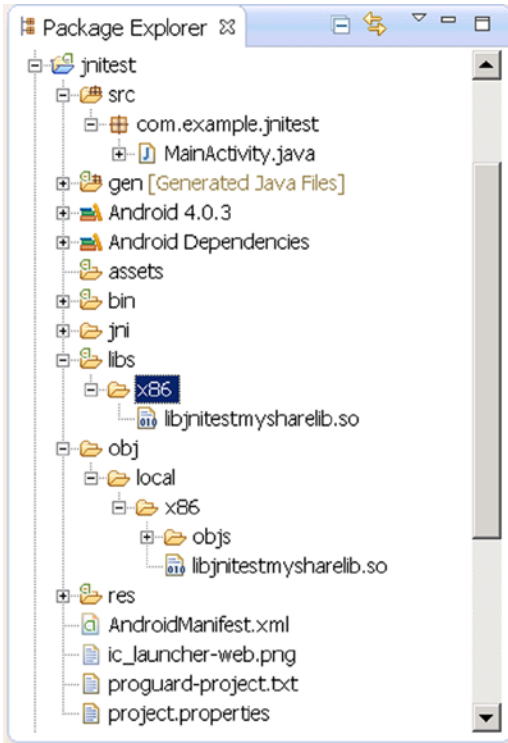 Package Explorer
jnitest
src
com.example.jnitest
J MainActivity.java
gen [Generated Java Files]
Android 4.0.3
Android Dependencies
assets
bin
jni
libs
x86
010 libjnitestmysharelib.so
obj
local
x86
objs
010 libjnitestmysharelib.so
res
a AndroidManifest.xml
ic_launcher-web.png
proguard-project.txt
project.properties